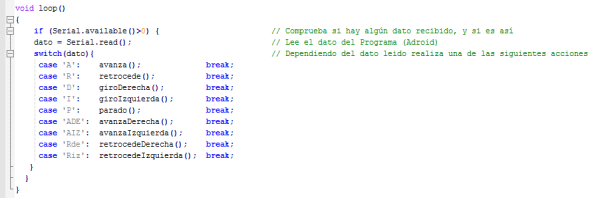 void loop()
{
if (Serial.available()>0) { // Comprueba si hay algún dato recibido, y si es así
dato = Serial.read(); // Lee el dato del Programa (Adroid)
switch(dato){ // Dependiendo del dato leido realiza una de las siguientes acciones
case 'A': avanza(); break;
case 'R': retrocede(); break;
case 'D': giroDerecha(); break;
case 'I': giroIzquierda(); break;
case 'P': parado(); break;
case 'ADE': avanzaDerecha(); break;
case 'AIZ': avanzaIzquierda(); break;
case 'Rde': retrocedeDerecha(); break;
case 'Riz': retrocedeIzquierda(); break;
}
}
}